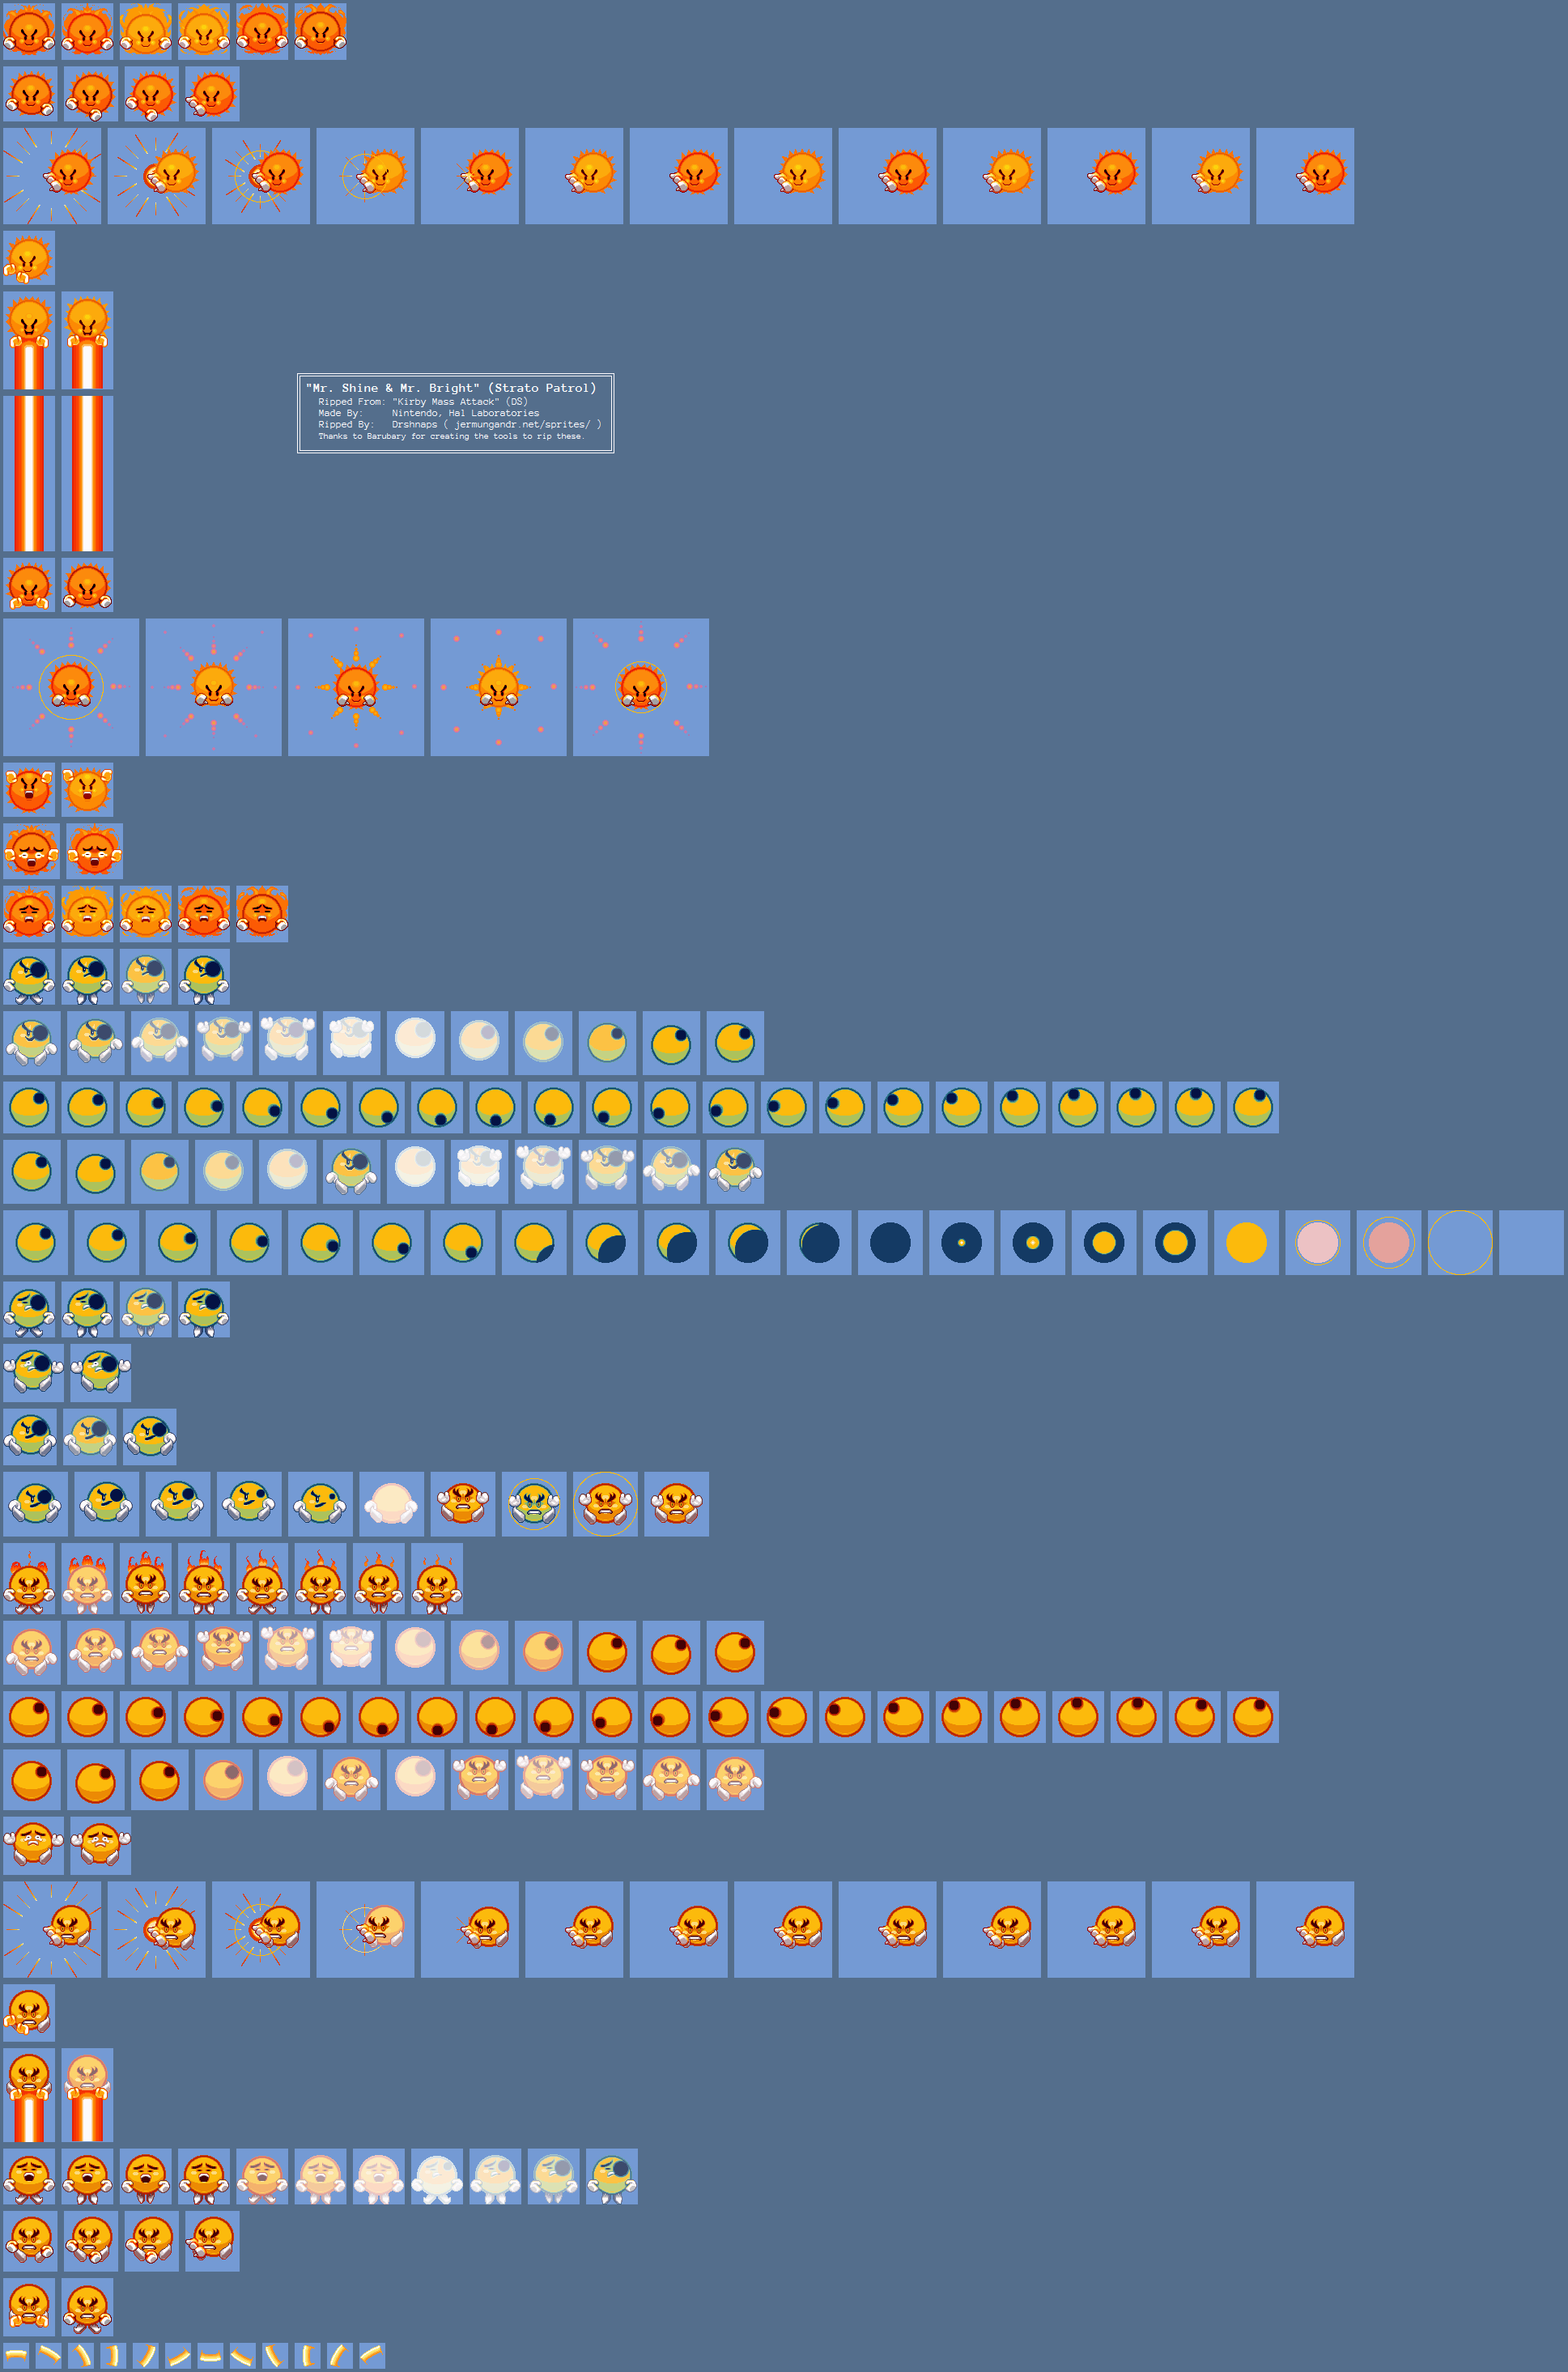 "Mr. Shine & Mr. Bright" (Strato Patrol)
Ripped From: "Kirby Mass Attack" (DS)
Made By: Nintendo, Hal Laboratories
Ripped By: Drshnaps ( jermungandr.net/sprites/ )
Thanks to Barubary for creating the tools to rip these.